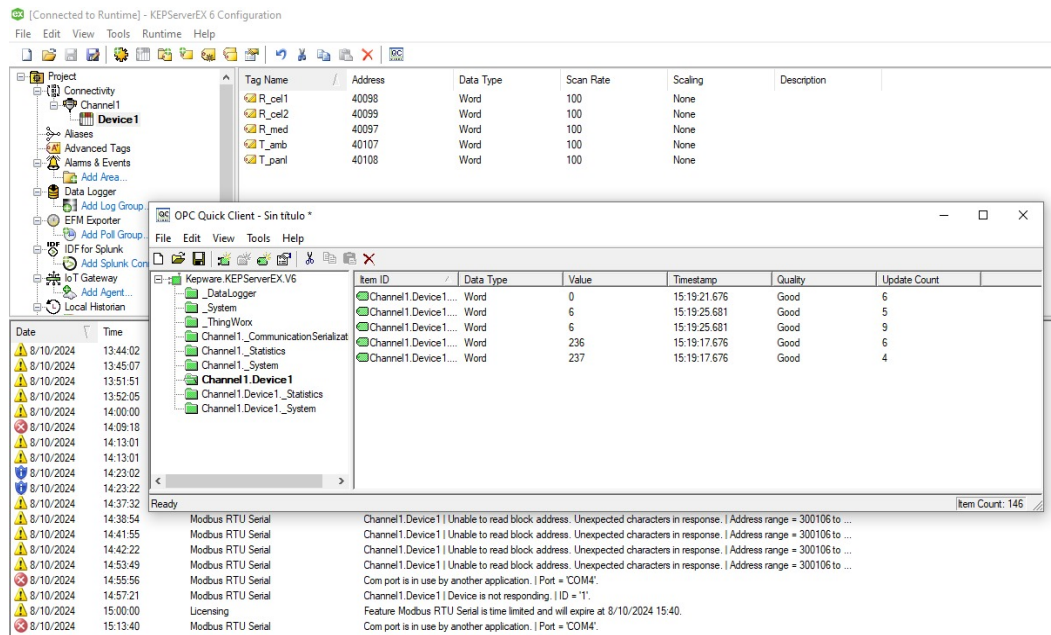 [Connected to Runtime] - KEPServerEX 6 Configuration
File Edit View Tools Runtime Help
Project
Connectivity
Channel1
Device1
Aliases
Advanced Tags
Alarms & Events
Add Area...
Data Logger
Add Log Group.
EFM Exporter
Add Poll Group.
IDF for Splunk
Add Splunk Con
IoT Gateway
Add Agent...
Local Historian
Tag Name Address Data Type Scan Rate Scaling Description
R_cel1 40098 Word 100 None
R_cel2 40099 Word 100 None
R_med 40097 Word 100 None
T_amb 40107 Word 100 None
T_panl 40108 Word 100 None
OPC Quick Client - Sin título *
File Edit View Tools Help
Kepware.KEPServerEX.V6
_DataLogger
_System
_ThingWorx
Channel1._CommunicationSerializat
Channel1._Statistics
Channel1._System
Channel1.Device1
Channel1.Device1._Statistics
Channel1.Device1._System
Item ID Data Type Value Timestamp Quality Update Count
Channel1.Device1.... Word 0 15:19:21.676 Good 6
Channel1.Device1.... Word 6 15:19:25.681 Good 5
Channel1.Device1.... Word 6 15:19:25.681 Good 9
Channel1.Device1.... Word 236 15:19:17.676 Good 6
Channel1.Device1.... Word 237 15:19:17.676 Good 4
Ready Item Count: 146
Date Time
8/10/2024 13:44:02
8/10/2024 13:45:07
8/10/2024 13:51:51
8/10/2024 13:52:05
8/10/2024 14:00:00
8/10/2024 14:09:18
8/10/2024 14:13:01
8/10/2024 14:13:01
8/10/2024 14:23:02
8/10/2024 14:23:22
8/10/2024 14:37:32
8/10/2024 14:38:54 Modbus RTU Serial Channel1.Device1 | Unable to read block address. Unexpected characters in response. | Address range = 300106 to ...
8/10/2024 14:41:55 Modbus RTU Serial Channel1.Device1 | Unable to read block address. Unexpected characters in response. | Address range = 300106 to ...
8/10/2024 14:42:22 Modbus RTU Serial Channel1.Device1 | Unable to read block address. Unexpected characters in response. | Address range = 300106 to ...
8/10/2024 14:53:49 Modbus RTU Serial Channel1.Device1 | Unable to read block address. Unexpected characters in response. | Address range = 300106 to ...
8/10/2024 14:55:56 Modbus RTU Serial Com port is in use by another application. | Port = 'COM4'.
8/10/2024 14:57:21 Modbus RTU Serial Channel1.Device1 | Device is not responding. | ID = '1'.
8/10/2024 15:00:00 Licensing Feature Modbus RTU Serial is time limited and will expire at 8/10/2024 15:40.
8/10/2024 15:13:40 Modbus RTU Serial Com port is in use by another application. | Port = 'COM4'.